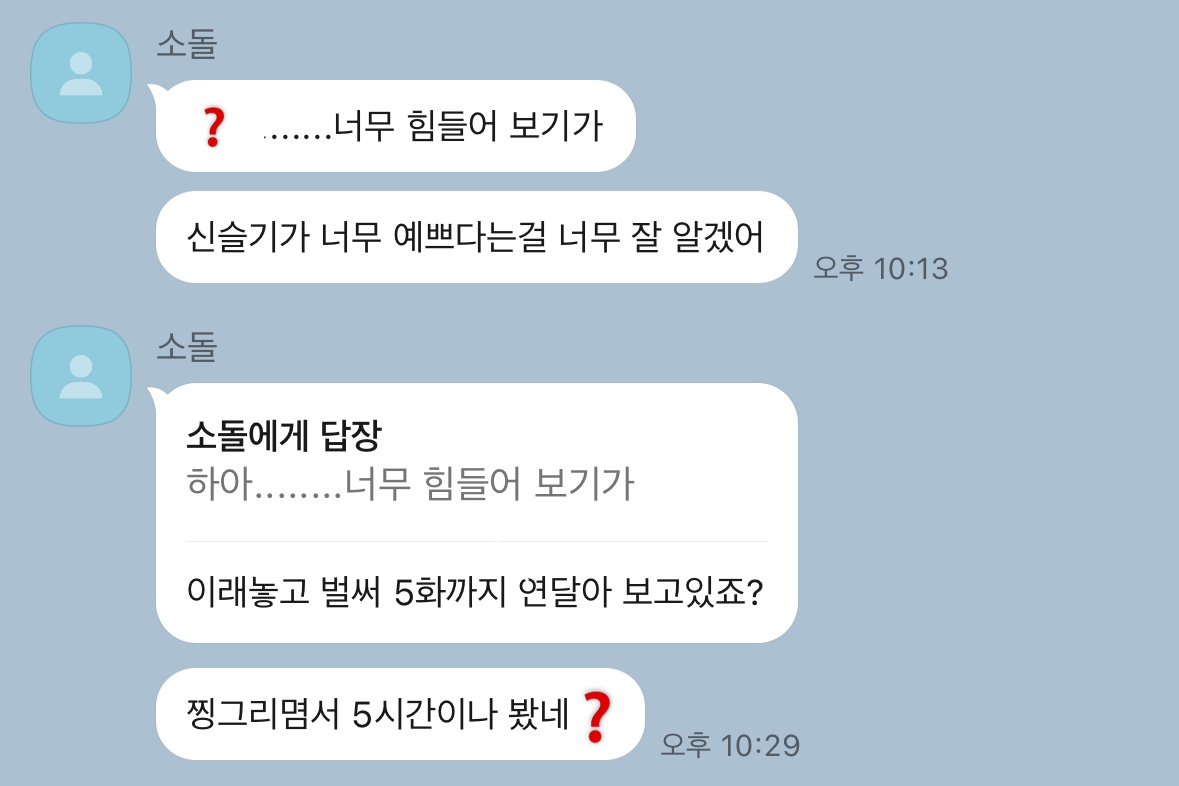 소돌
❓ .......너무 힘들어 보기가
신슬기가 너무 예쁘다는걸 너무 잘 알겠어
오후 10:13
소돌
소돌에게 답장
하아........너무 힘들어 보기가
이래놓고 벌써 5화까지 연달아 보고있죠?
찡그리몀서 5시간이나 봤네❓
오후 10:29